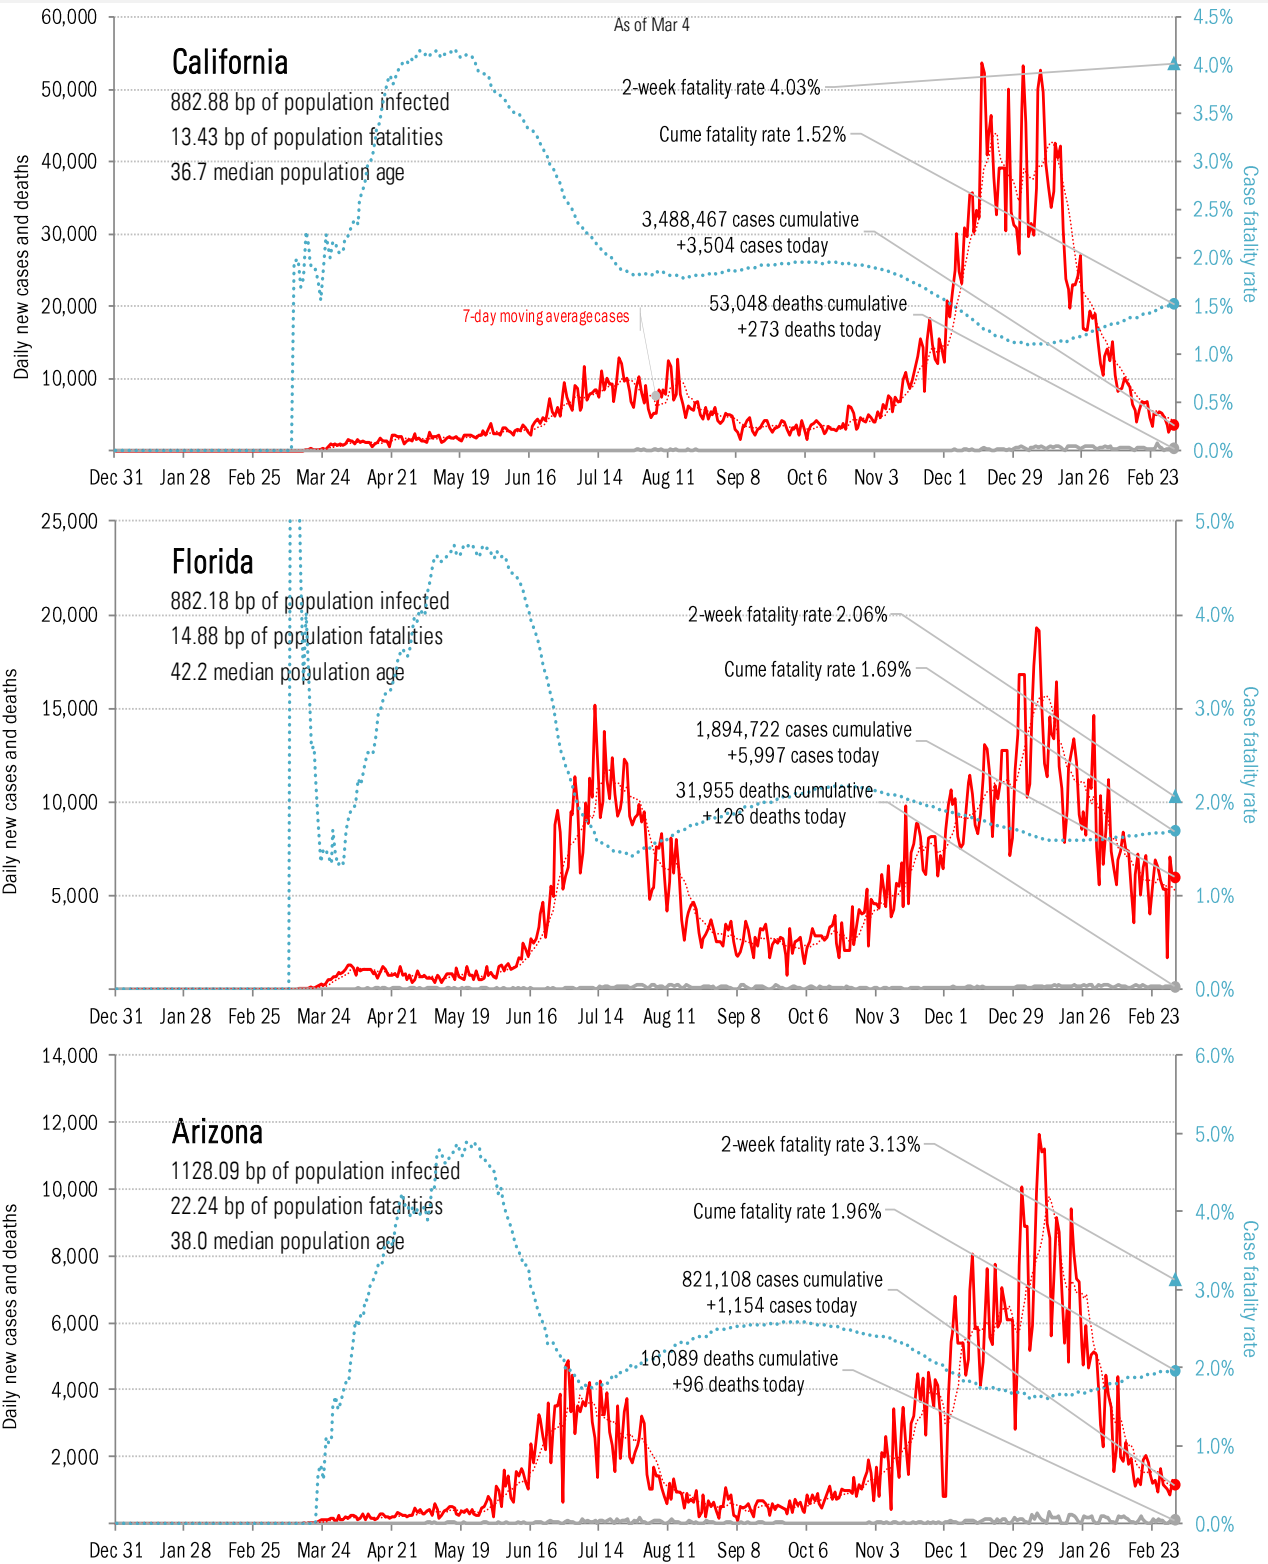 As of Mar 4
California
882.88 bp of population infected
13.43 bp of population fatalities
36.7 median population age
2-week fatality rate 4.03%
Cume fatality rate 1.52%
3,488,467 cases cumulative
+3,504 cases today
53,048 deaths cumulative
+273 deaths today
7-day moving average cases
Daily new cases and deaths
60,000
50,000
40,000
30,000
20,000
10,000
4.5%
4.0%
3.5%
3.0%
2.5%
2.0%
1.5%
1.0%
0.5%
0.0%
Case fatality rate
Dec 31 Jan 28 Feb 25 Mar 24 Apr 21 May 19 Jun 16 Jul 14 Aug 11 Sep 8 Oct 6 Nov 3 Dec 1 Dec 29 Jan 26 Feb 23
Florida
882.18 bp of population infected
14.88 bp of population fatalities
42.2 median population age
2-week fatality rate 2.06%
Cume fatality rate 1.69%
1,894,722 cases cumulative
+5,997 cases today
31,955 deaths cumulative
+126 deaths today
Daily new cases and deaths
25,000
20,000
15,000
10,000
5,000
5.0%
4.0%
3.0%
2.0%
1.0%
0.0%
Case fatality rate
Dec 31 Jan 28 Feb 25 Mar 24 Apr 21 May 19 Jun 16 Jul 14 Aug 11 Sep 8 Oct 6 Nov 3 Dec 1 Dec 29 Jan 26 Feb 23
Arizona
1128.09 bp of population infected
22.24 bp of population fatalities
38.0 median population age
2-week fatality rate 3.13%
Cume fatality rate 1.96%
821,108 cases cumulative
+1,154 cases today
16,089 deaths cumulative
+96 deaths today
Daily new cases and deaths
14,000
12,000
10,000
8,000
6,000
4,000
2,000
6.0%
5.0%
4.0%
3.0%
2.0%
1.0%
0.0%
Case fatality rate
Dec 31 Jan 28 Feb 25 Mar 24 Apr 21 May 19 Jun 16 Jul 14 Aug 11 Sep 8 Oct 6 Nov 3 Dec 1 Dec 29 Jan 26 Feb 23